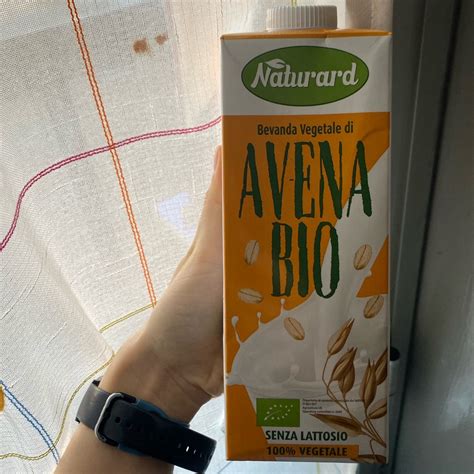 Naturard
Bevanda Vegetale di
AVENA
BIO
SENZA LATTOSIO
100% VEGETALE